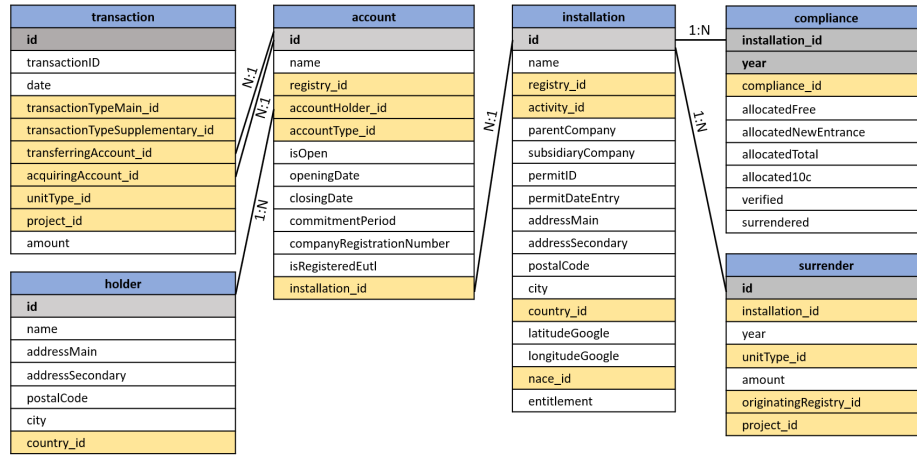 transaction
id
transactionID
date
transactionTypeMain_id
transactionTypeSupplementary_id
transferringAccount_id
acquiringAccount_id
unitType_id
project_id
amount
holder
id
name
addressMain
addressSecondary
postalCode
city
country_id
N:1
N:1
1:N
account
id
name
registry_id
accountHolder_id
accountType_id
isOpen
openingDate
closingDate
commitmentPeriod
companyRegistrationNumber
isRegisteredEutl
installation_id
N:1
installation
id
name
registry_id
activity_id
parentCompany
subsidiaryCompany
permitID
permitDateEntry
addressMain
addressSecondary
postalCode
city
country_id
latitudeGoogle
longitudeGoogle
nace_id
entitlement
1:N
1:N
compliance
installation_id
year
compliance_id
allocatedFree
allocatedNewEntrance
allocatedTotal
allocated10c
verified
surrendered
surrender
id
installation_id
year
unitType_id
amount
originatingRegistry_id
project_id